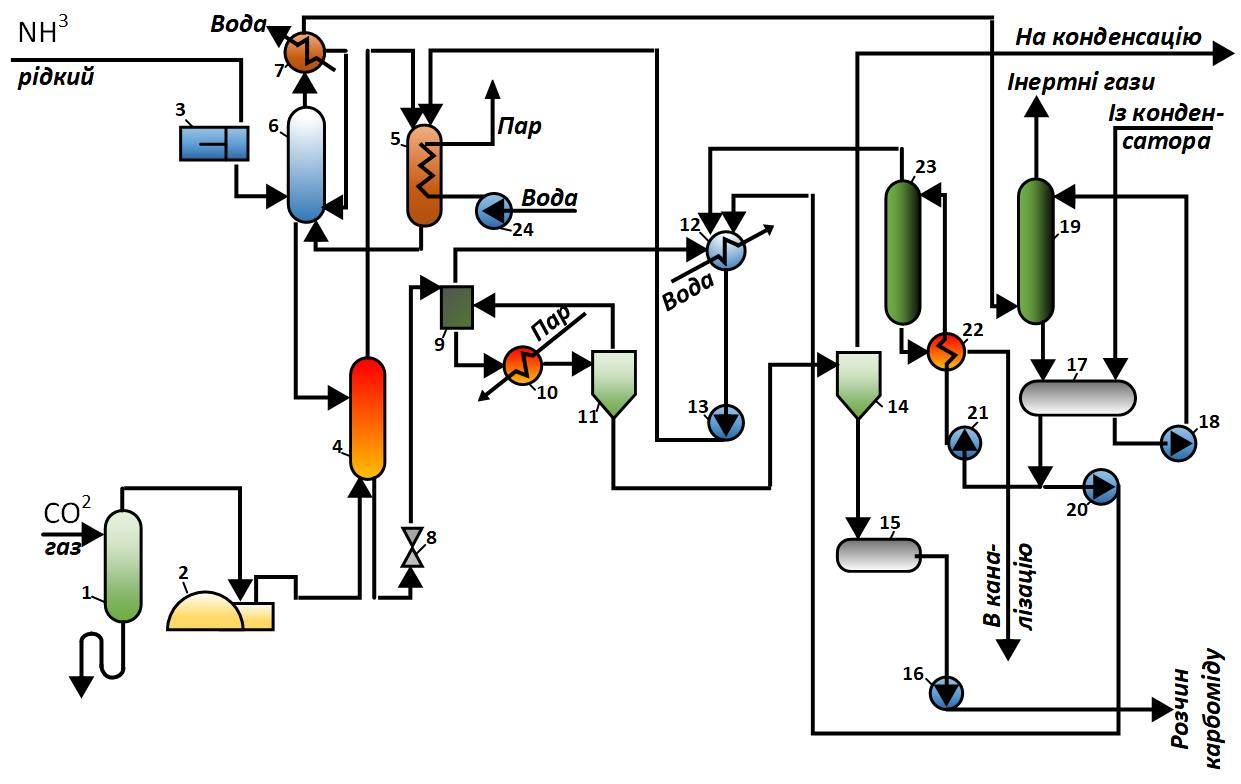 NH³
рідкий
Вода
7
3
6
5
Пар
Вода
24
На конденсацію
Інертні гази
Із конден-
сатора
23
12
Вода
19
22
9
Пар
10
11
13
14
17
18
21
20
4
CO²
газ
1
2
8
15
16
В кана-
лізацію
Розчин
карбоміду